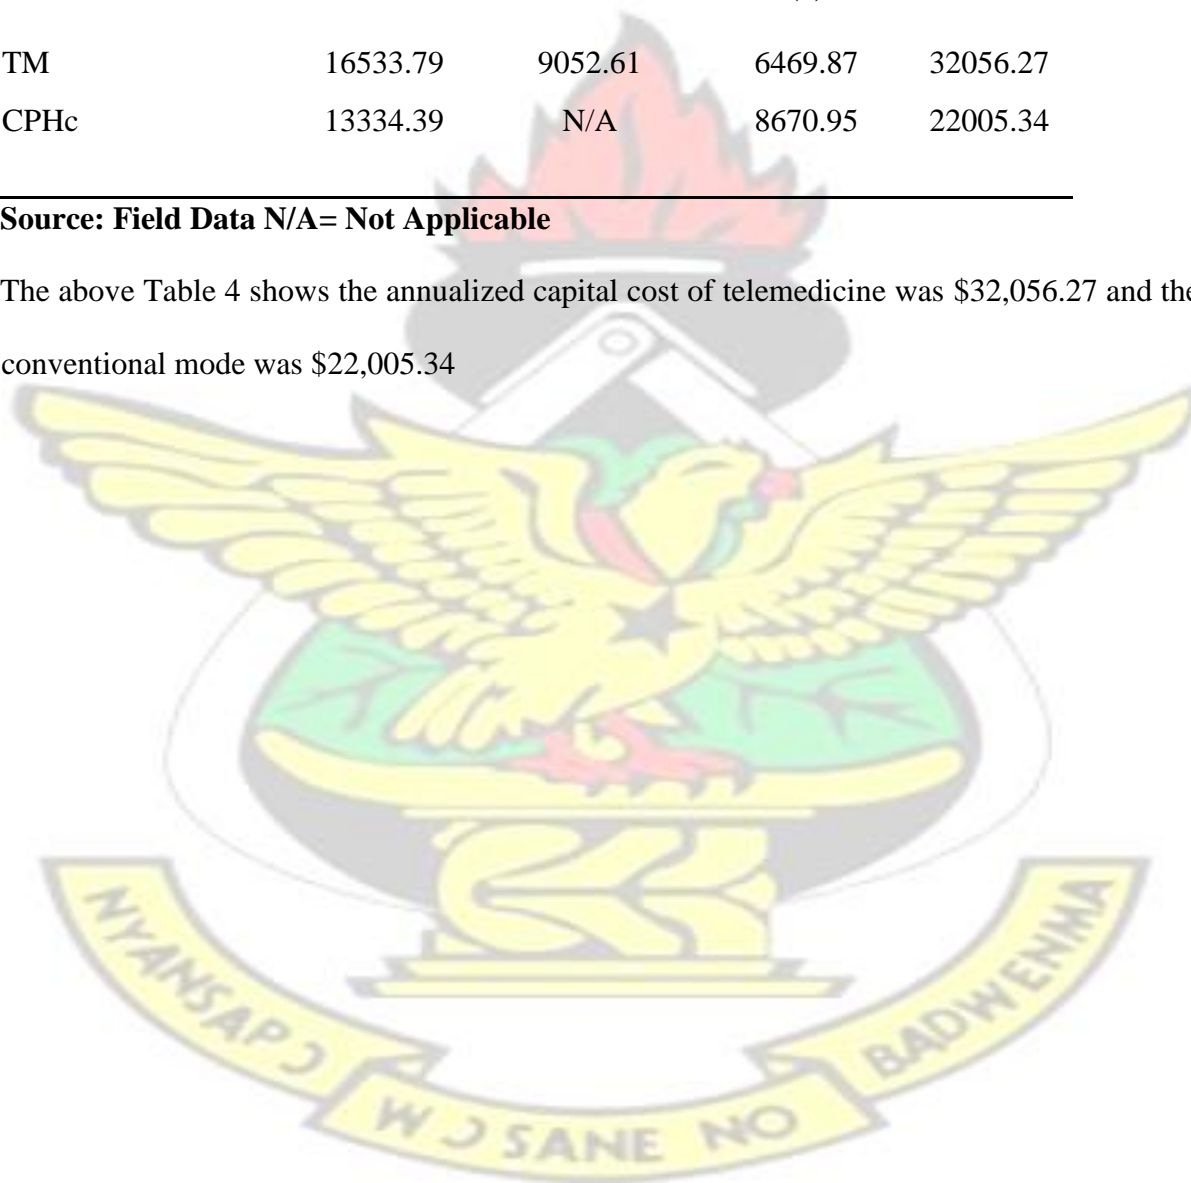 TM 16533.79 9052.61 6469.87 32056.27
CPHc 13334.39 N/A 8670.95 22005.34
Source: Field Data N/A= Not Applicable
The above Table 4 shows the annualized capital cost of telemedicine was $32,056.27 and the
conventional mode was $22,005.34
NYANSAPƆ
WƆSANE NO
BADWENMA